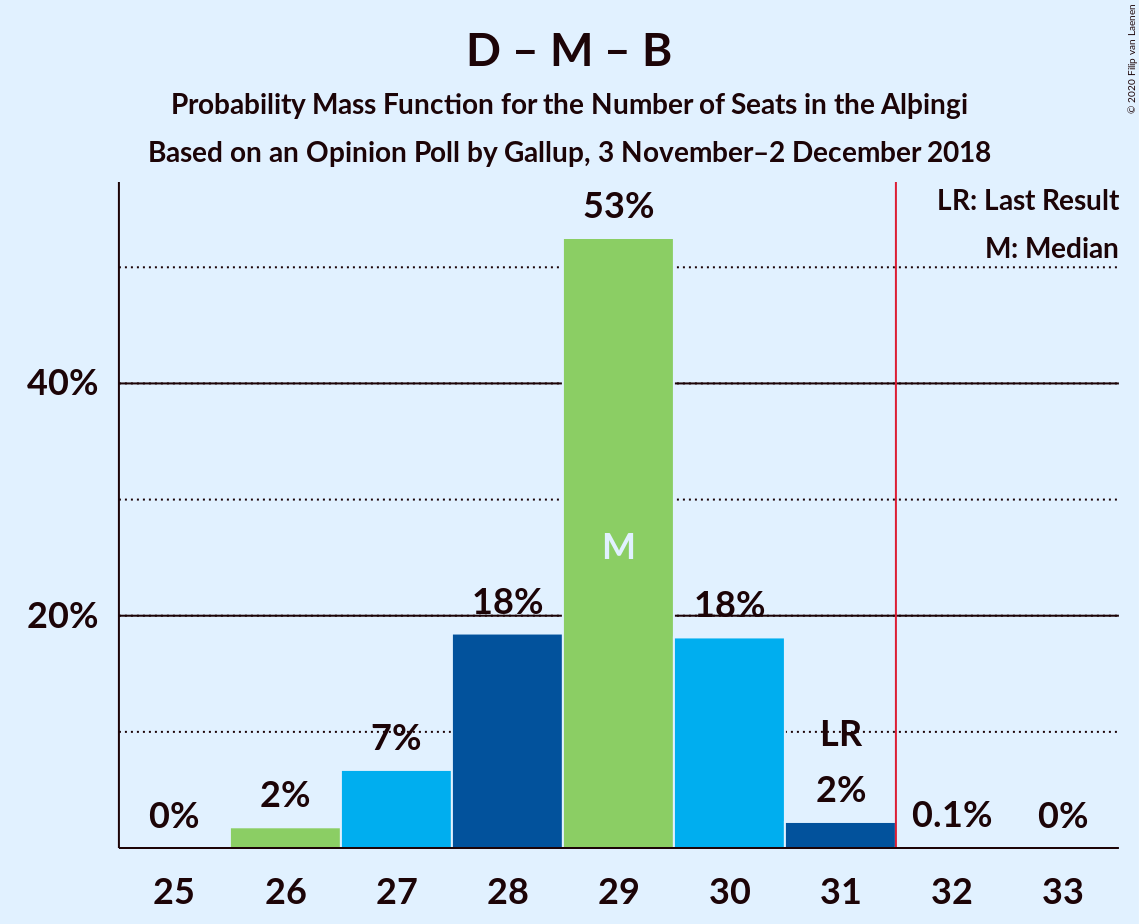 D – M – B
Probability Mass Function for the Number of Seats in the Alþingi
Based on an Opinion Poll by Gallup, 3 November–2 December 2018
© 2020 Filip van Laenen
LR: Last Result
M: Median
53%
40%
M
18%
18%
20%
LR
7%
2%
2%
0%
0.1%
0%
25 26 27 28 29 30 31 32 33